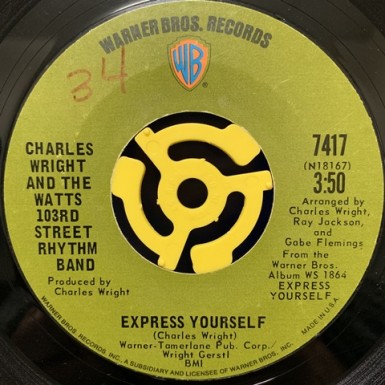 WARNER BROS. RECORDS
WB
34
CHARLES
WRIGHT
AND THE
WATTS
103RD
STREET
RHYTHM
BAND
Produced by
Charles Wright
7417
(N18167)
3:50
Arranged by
Charles Wright,
Ray Jackson,
and
Gabe Flemings
From the
Warner Bros.
Album WS 1864
EXPRESS
YOURSELF
MADE IN U.S.A.
EXPRESS YOURSELF
(Charles Wright)
Warner-Tamerlane Pub. Corp./
Wright Gerstl
BMI
WARNER BROS. RECORDS INC., A SUBSIDIARY AND LICENSEE OF WARNER BROS. INC.